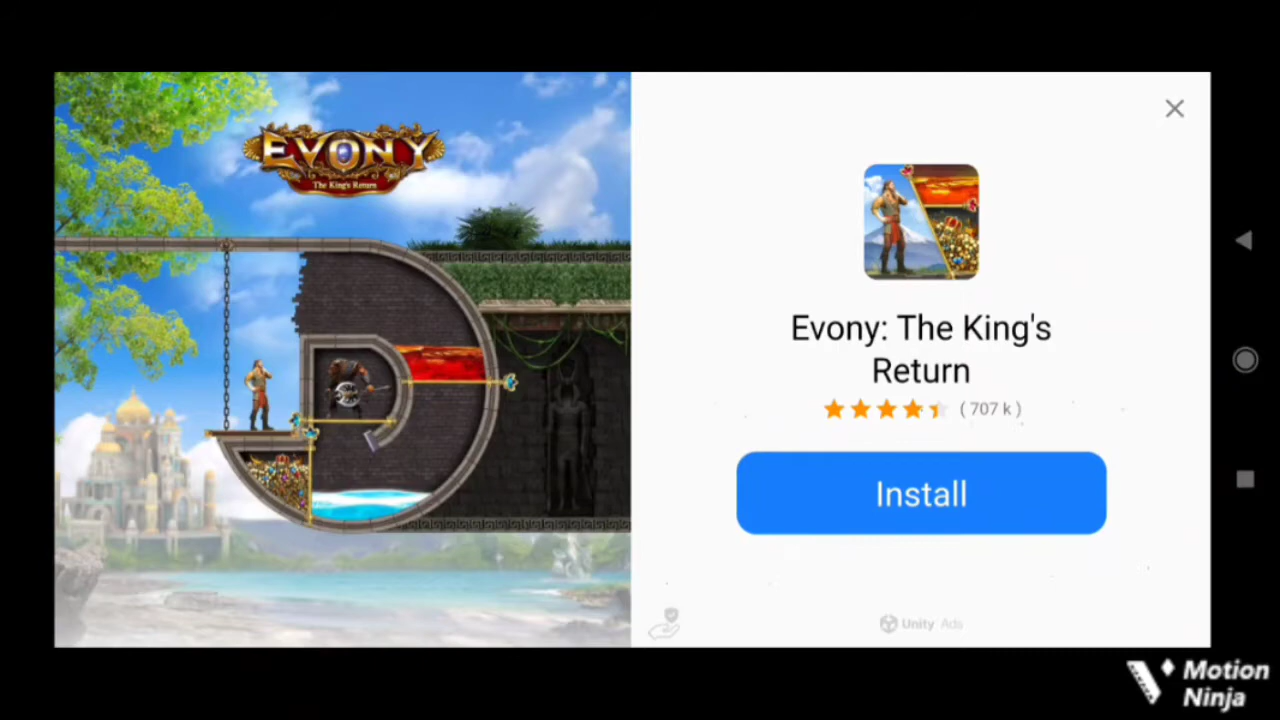 EVONY
The King's Return
Evony: The King's
Return
( 707 k )
Install
Unity Ads
Motion
Ninja